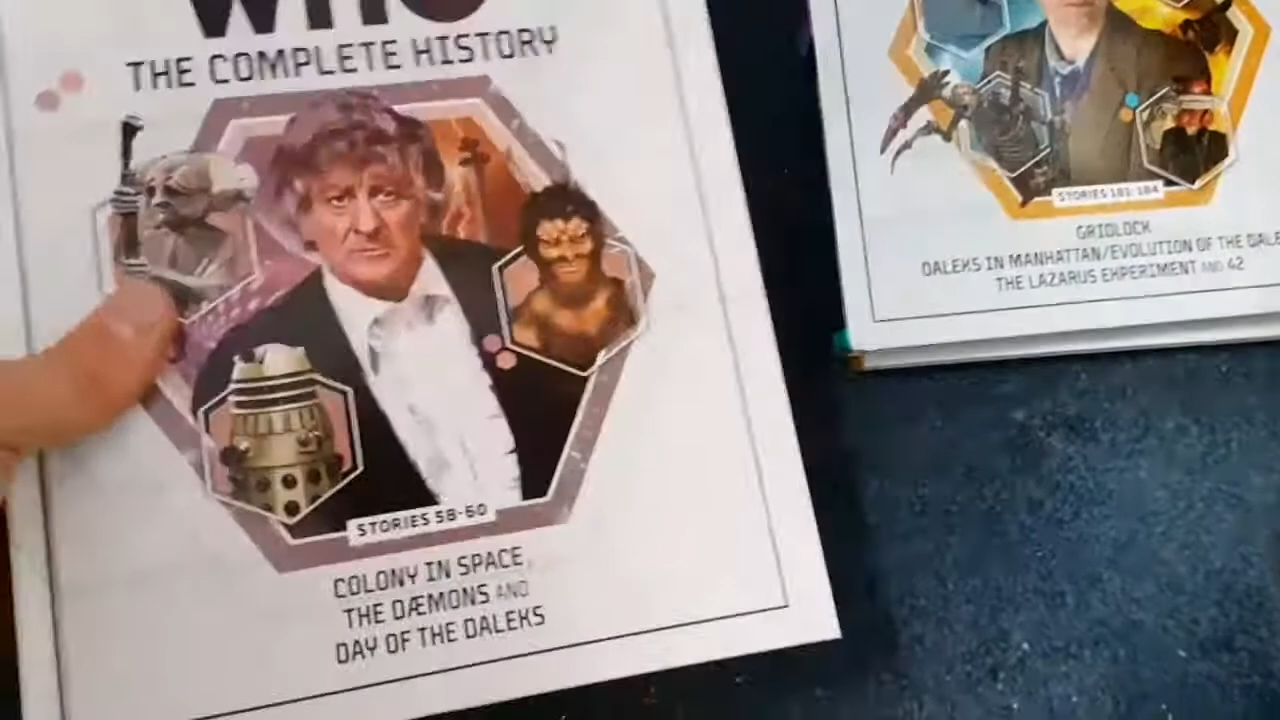 WHO
THE COMPLETE HISTORY
STORIES 58-60
COLONY IN SPACE,
THE DÆMONS AND
DAY OF THE DALEKS
STORIES 181-184
GRIDLOCK
DALEKS IN MANHATTAN/EVOLUTION OF THE DALE
THE LAZARUS EXPERIMENT AND 42